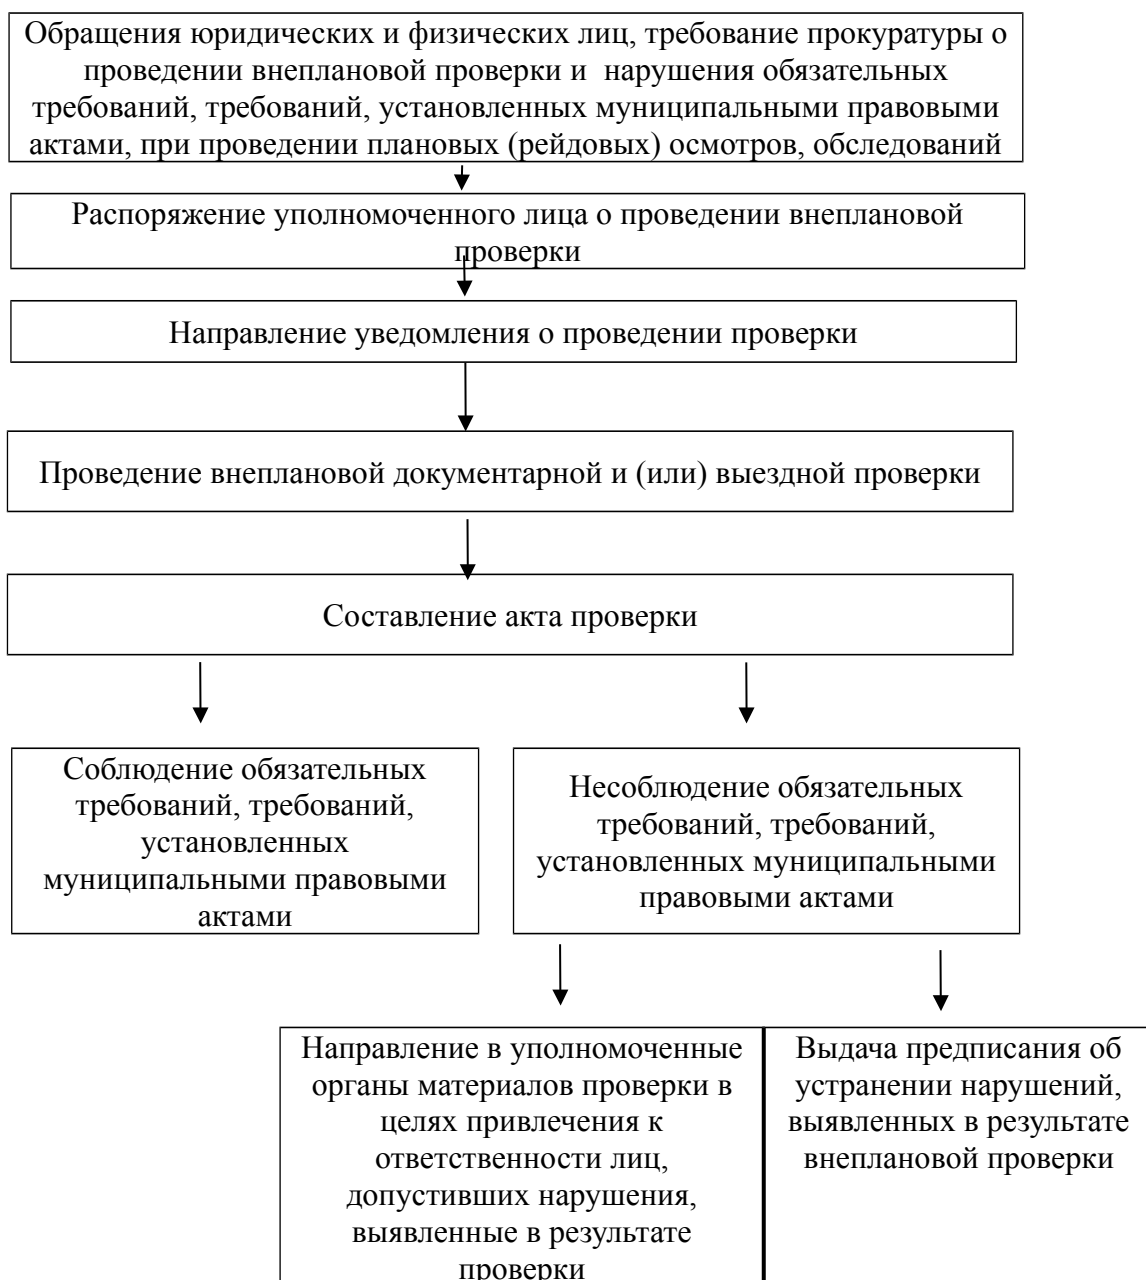 Обращения юридических и физических лиц, требование прокуратуры о
проведении внеплановой проверки и  нарушения обязательных
требований, требований, установленных муниципальными правовыми
актами, при проведении плановых (рейдовых) осмотров, обследований
Распоряжение уполномоченного лица о проведении внеплановой
проверки
Направление уведомления о проведении проверки
Проведение внеплановой документарной и (или) выездной проверки
Составление акта проверки
Соблюдение обязательных
требований, требований,
установленных
муниципальными правовыми
актами
Несоблюдение обязательных
требований, требований,
установленных муниципальными
правовыми актами
Направление в уполномоченные
органы материалов проверки в
целях привлечения к
ответственности лиц,
допустивших нарушения,
выявленные в результате
проверки
Выдача предписания об
устранении нарушений,
выявленных в результате
внеплановой проверки